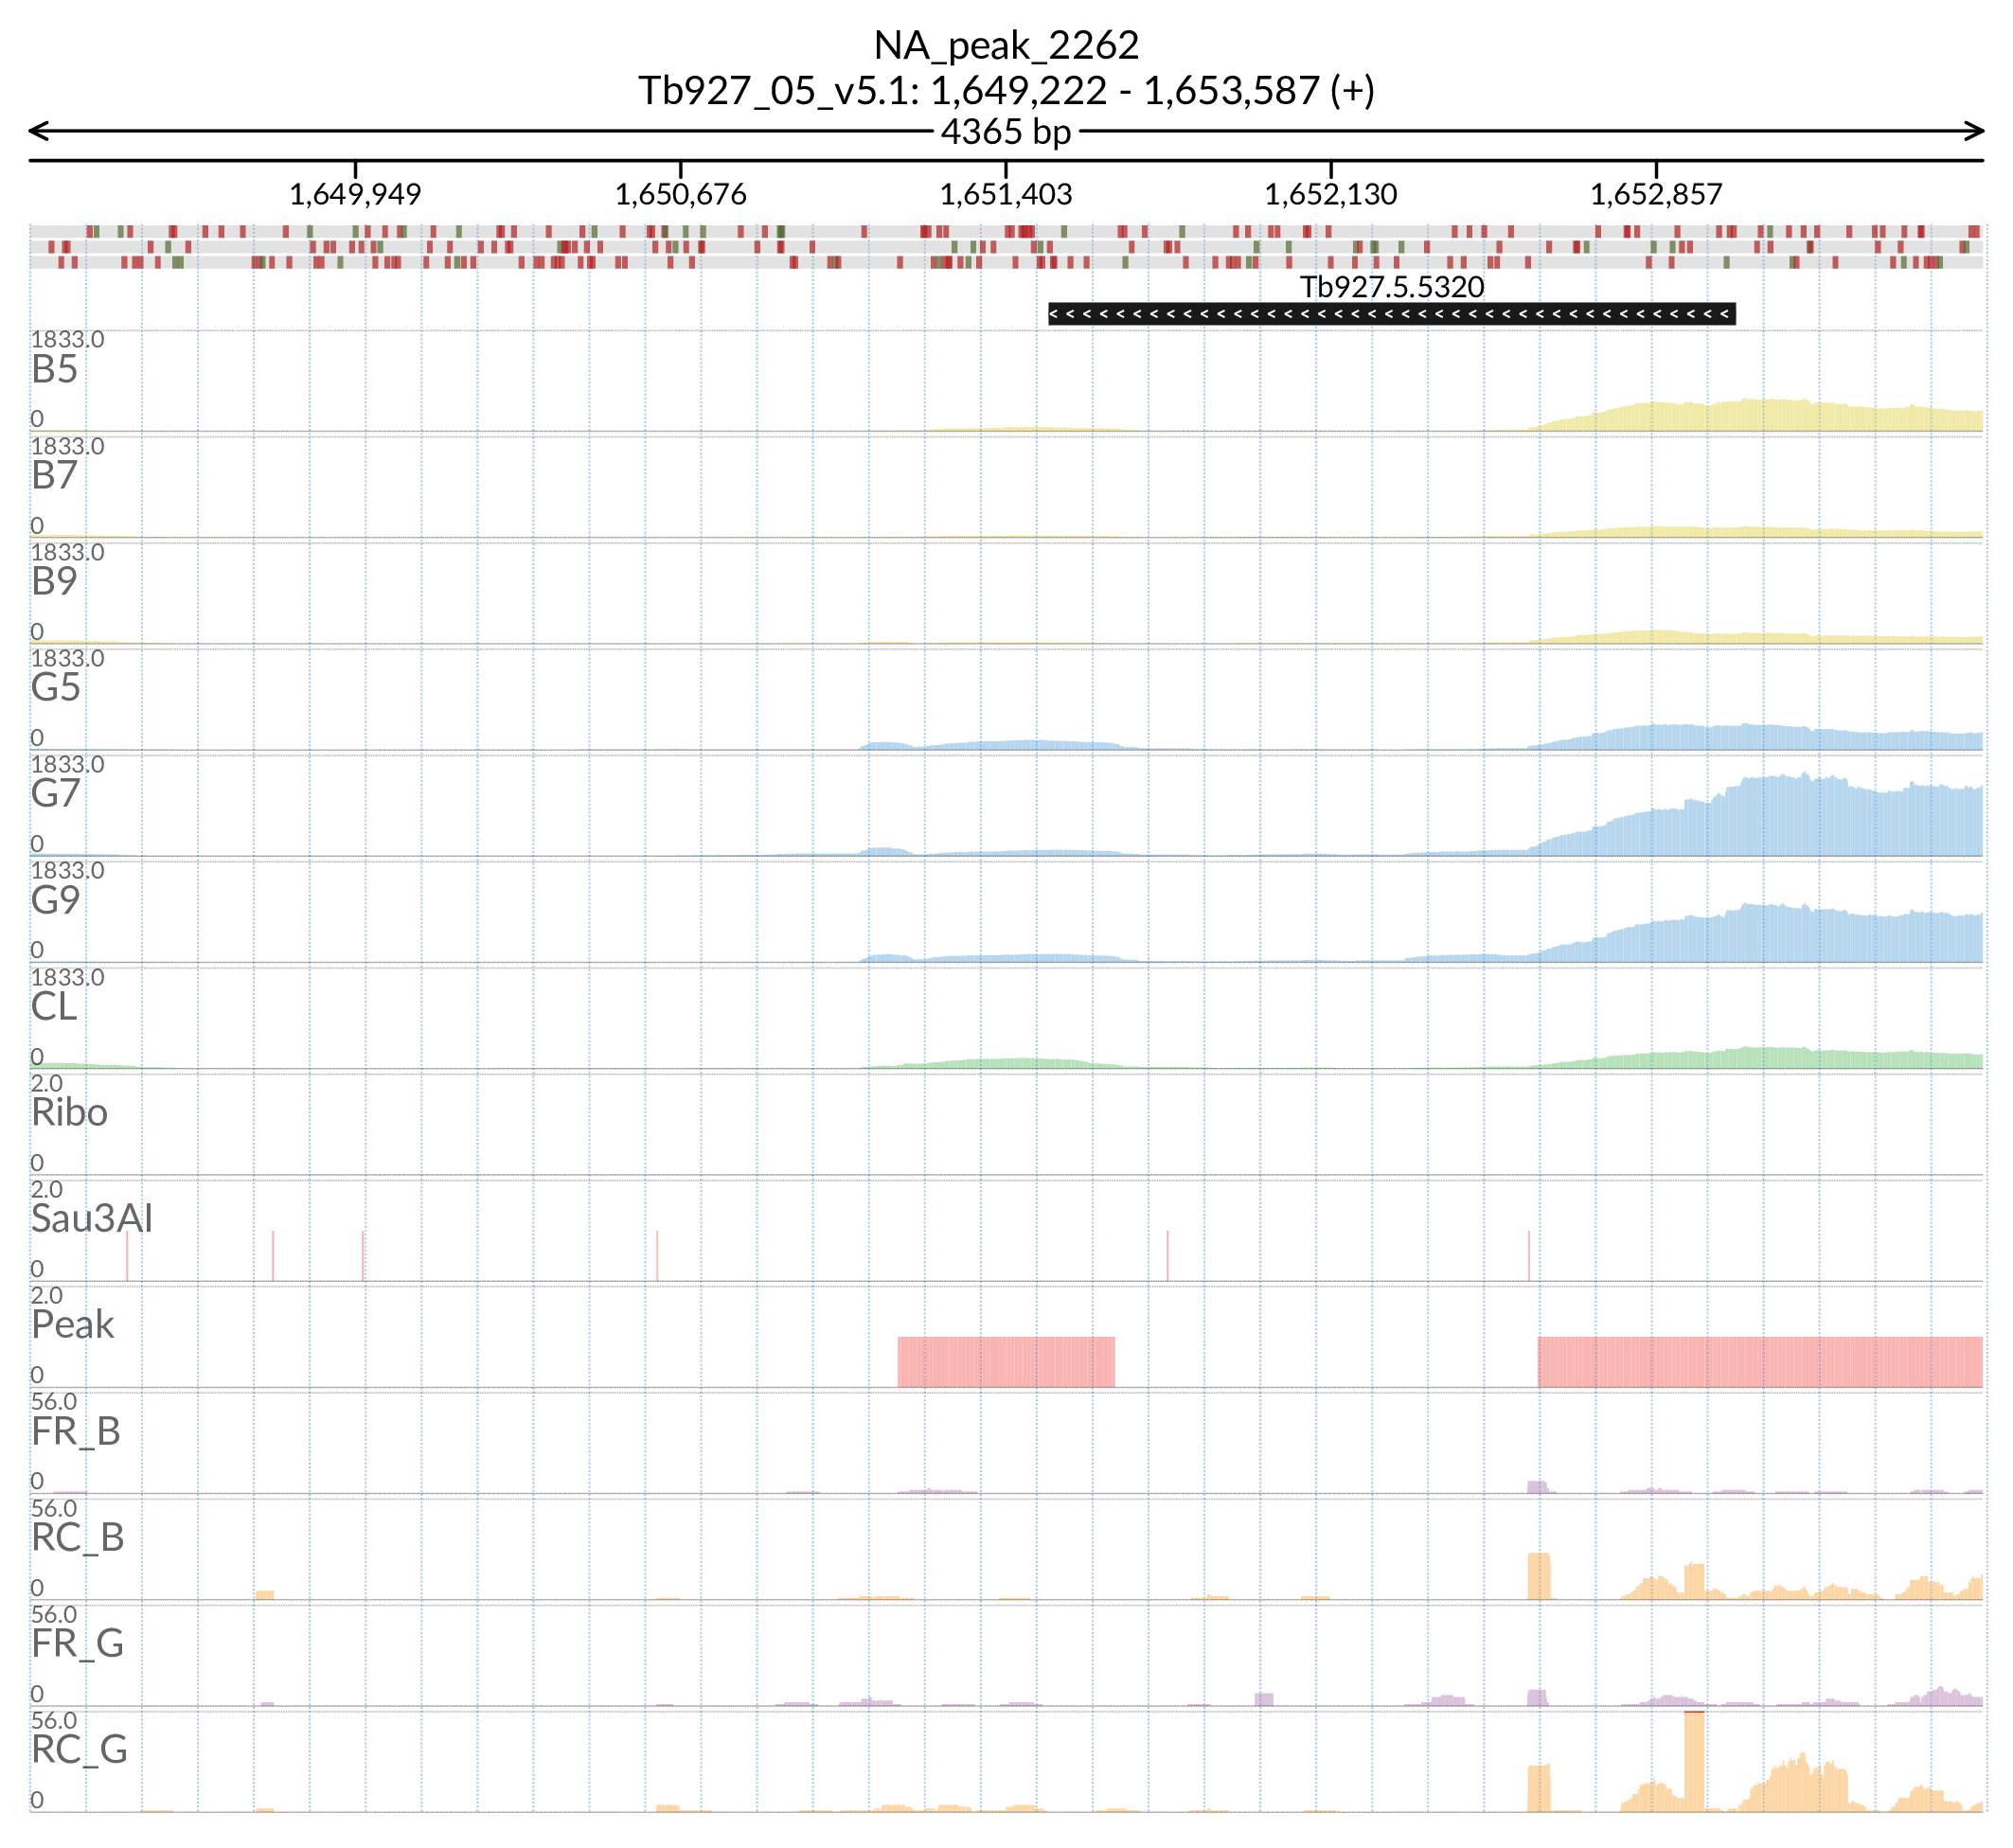 NA_peak_2262
Tb927_05_v5.1: 1,649,222 - 1,653,587 (+)
4365 bp
1,649,949 1,650,676 1,651,403 1,652,130 1,652,857
Tb927.5.5320
1833.0
B5
0
1833.0
B7
0
1833.0
B9
0
1833.0
G5
0
1833.0
G7
0
1833.0
G9
0
1833.0
CL
0
2.0
Ribo
0
2.0
Sau3AI
0
2.0
Peak
0
56.0
FR_B
0
56.0
RC_B
0
56.0
FR_G
0
56.0
RC_G
0